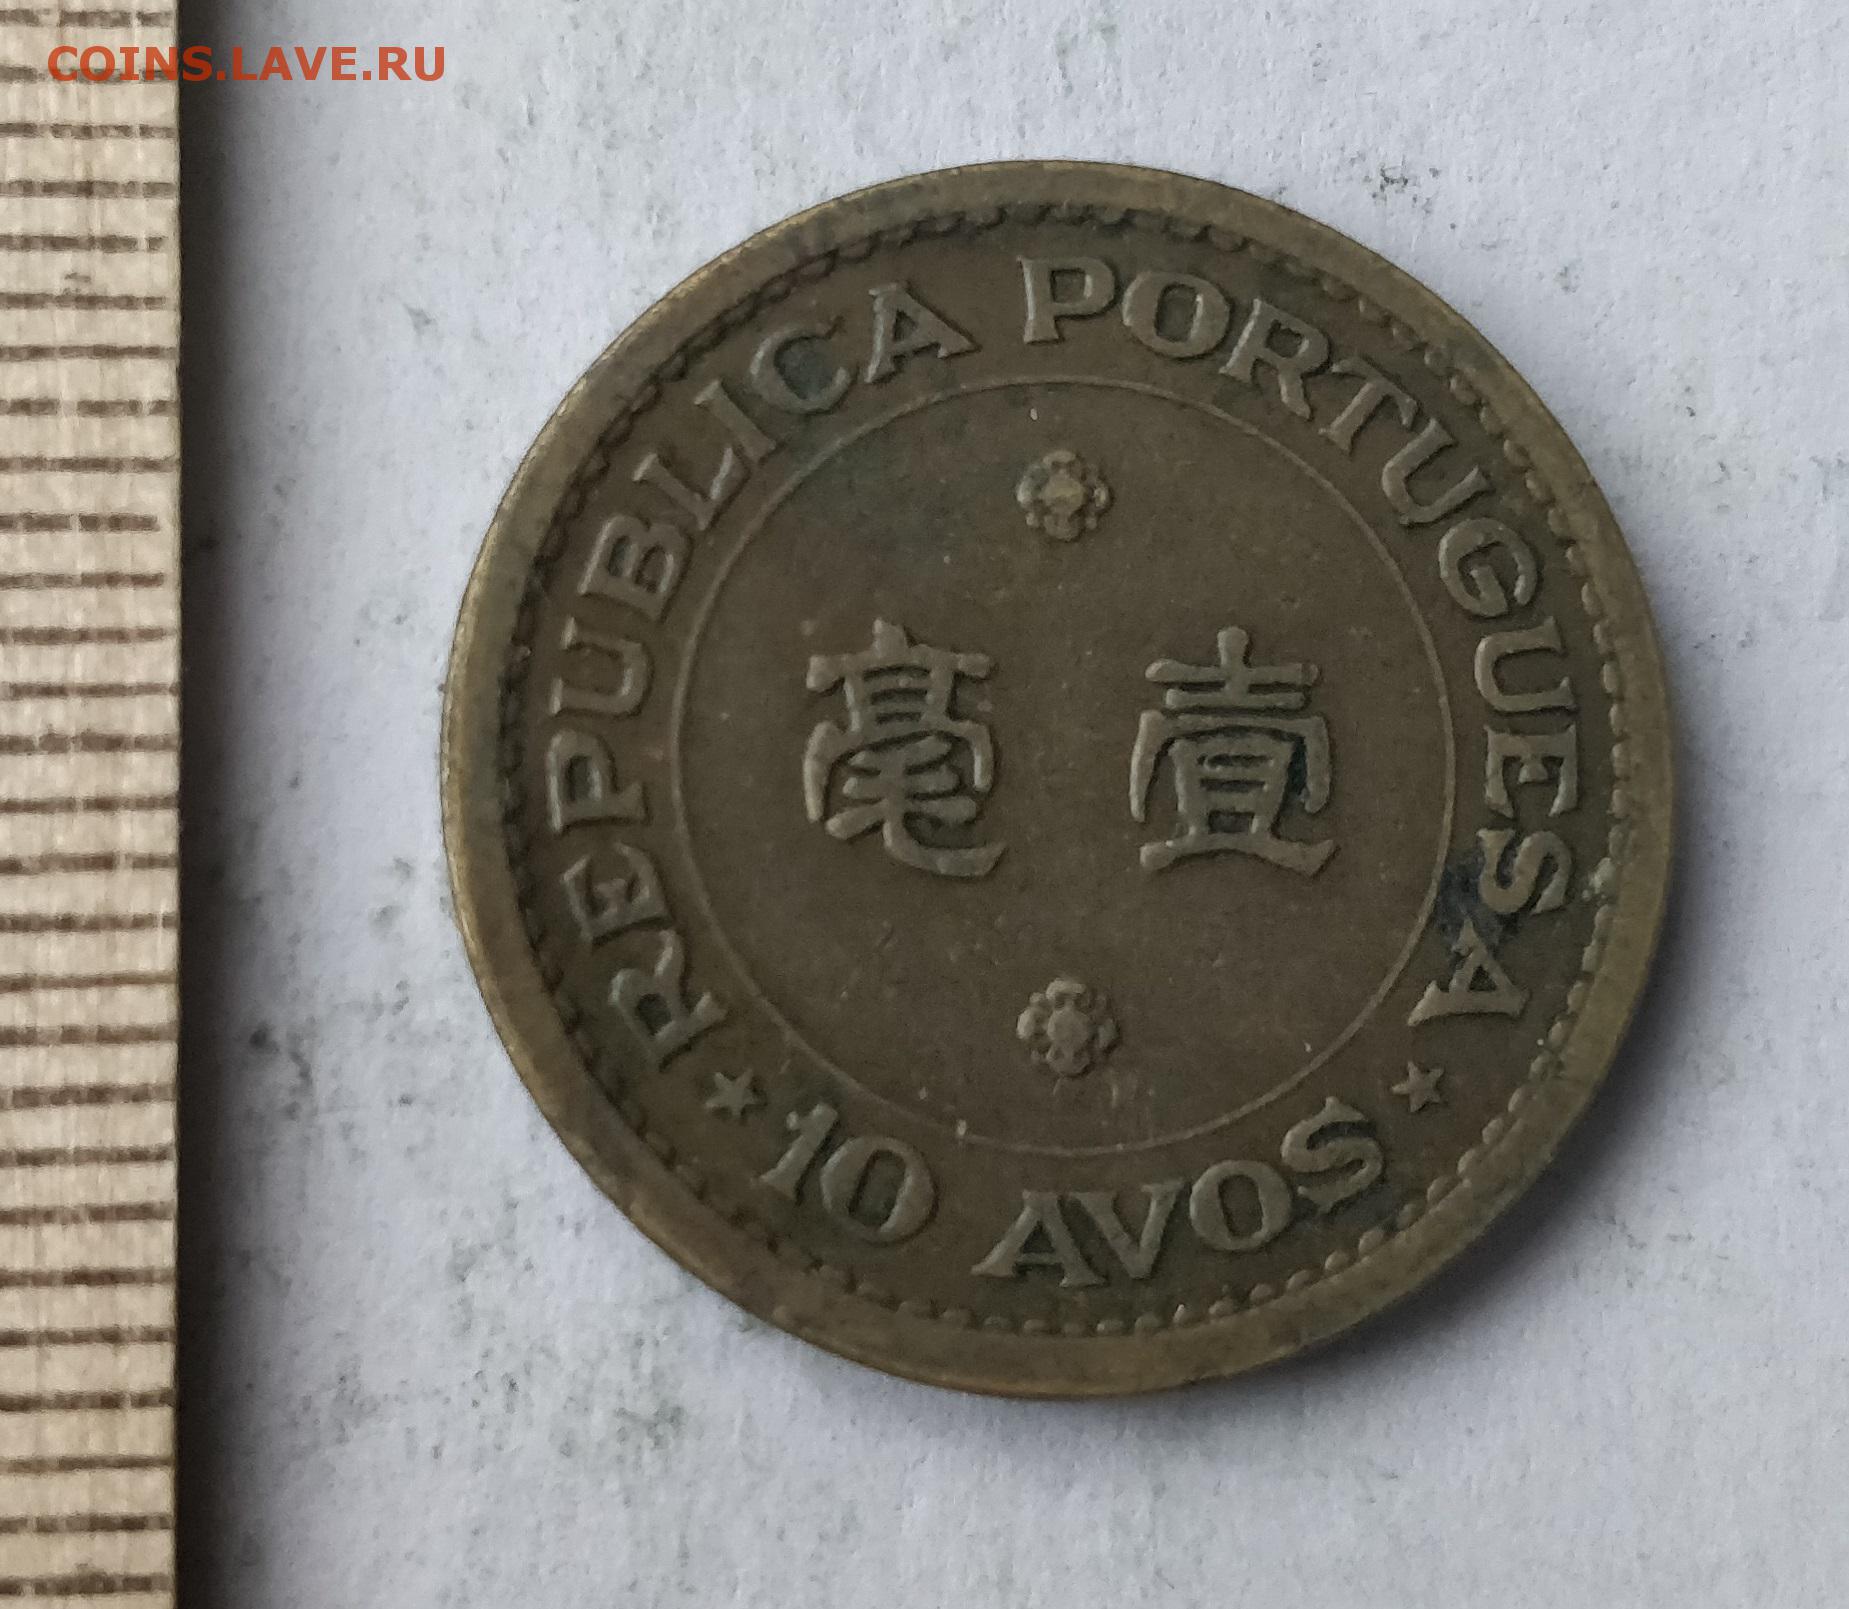 COINS.LAVE.RU
REPUBLICA PORTUGUESA
壹毫
★ 10 AVOS ★